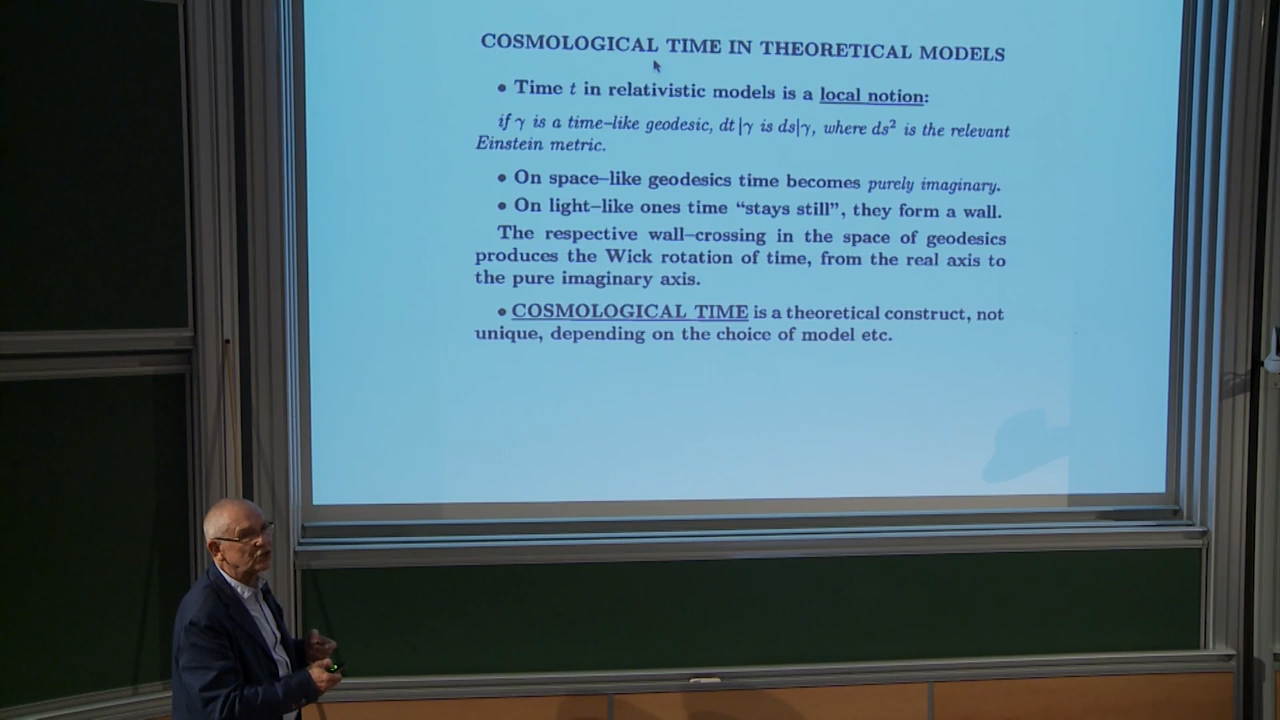 COSMOLOGICAL TIME IN THEORETICAL MODELS
• Time t in relativistic models is a local notion:
if γ is a time–like geodesic, dt|γ is ds|γ, where ds² is the relevant
Einstein metric.
• On space–like geodesics time becomes purely imaginary.
• On light–like ones time “stays still”, they form a wall.
The respective wall–crossing in the space of geodesics
produces the Wick rotation of time, from the real axis to
the pure imaginary axis.
• COSMOLOGICAL TIME is a theoretical construct, not
unique, depending on the choice of model etc.